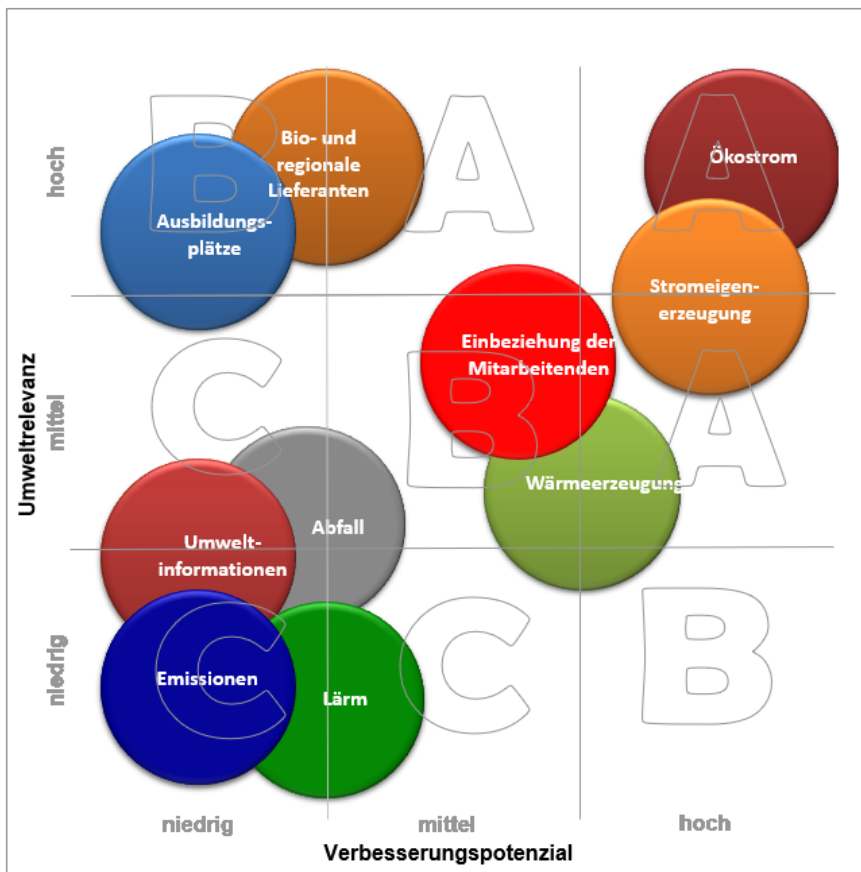 B
A
A
hoch
Bio- und
regionale
Lieferanten
Ökostrom
Ausbildungs-
plätze
Stromeigen-
erzeugung
Umweltrelevanz
mittel
C
B
A
Einbeziehung der
Mitarbeitenden
Wärmeerzeugung
Abfall
Umwelt-
informationen
niedrig
C
C
B
Emissionen
Lärm
niedrig
mittel
hoch
Verbesserungspotenzial